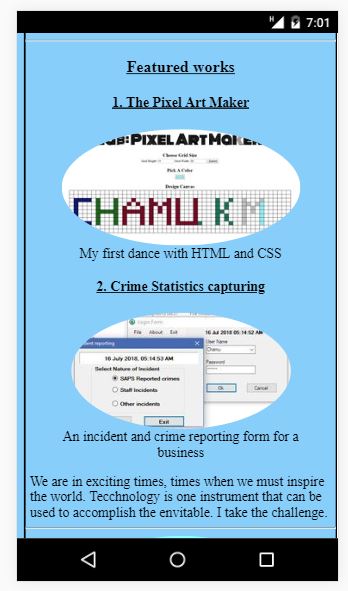 H 7:01
Featured works
1. The Pixel Art Maker
PIXEL ART MAKER
Choose Grid Size
Pick A Color
Design Canvas
CHAMU K M
My first dance with HTML and CSS
2. Crime Statistics capturing
Login Form
File About Exit 16 Jul 2018, 05:14:52 AM
ndent reporting
User Name
16 July 2018, 05:14:53 AM
Chamu
Select Nature of Incident
Password
SAPS Reported crimes
Staff Incidents
Ok Cancel
Other incidents
Exit
An incident and crime reporting form for a
business
We are in exciting times, times when we must inspire
the world. Tecchnology is one instrument that can be
used to accomplish the envitable. I take the challenge.